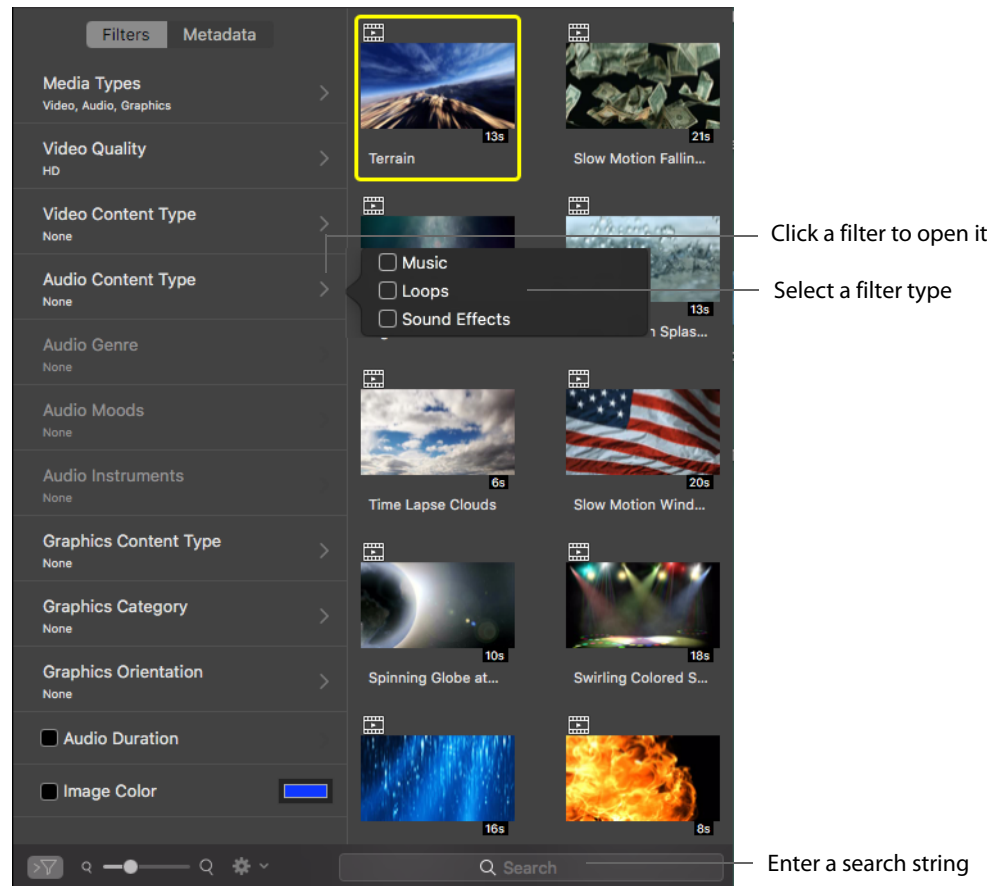 Filters Metadata
Media Types
Video, Audio, Graphics
Video Quality
HD
Video Content Type
None
Audio Content Type
None
Audio Genre
None
Audio Moods
None
Audio Instruments
None
Graphics Content Type
None
Graphics Category
None
Graphics Orientation
None
Audio Duration
Image Color
13s
Terrain
21s
Slow Motion Fallin...
Music
Loops
Sound Effects
13s
Splas...
6s
Time Lapse Clouds
20s
Slow Motion Wind...
10s
Spinning Globe at...
18s
Swirling Colored S...
16s
8s
Search
Click a filter to open it
Select a filter type
Enter a search string